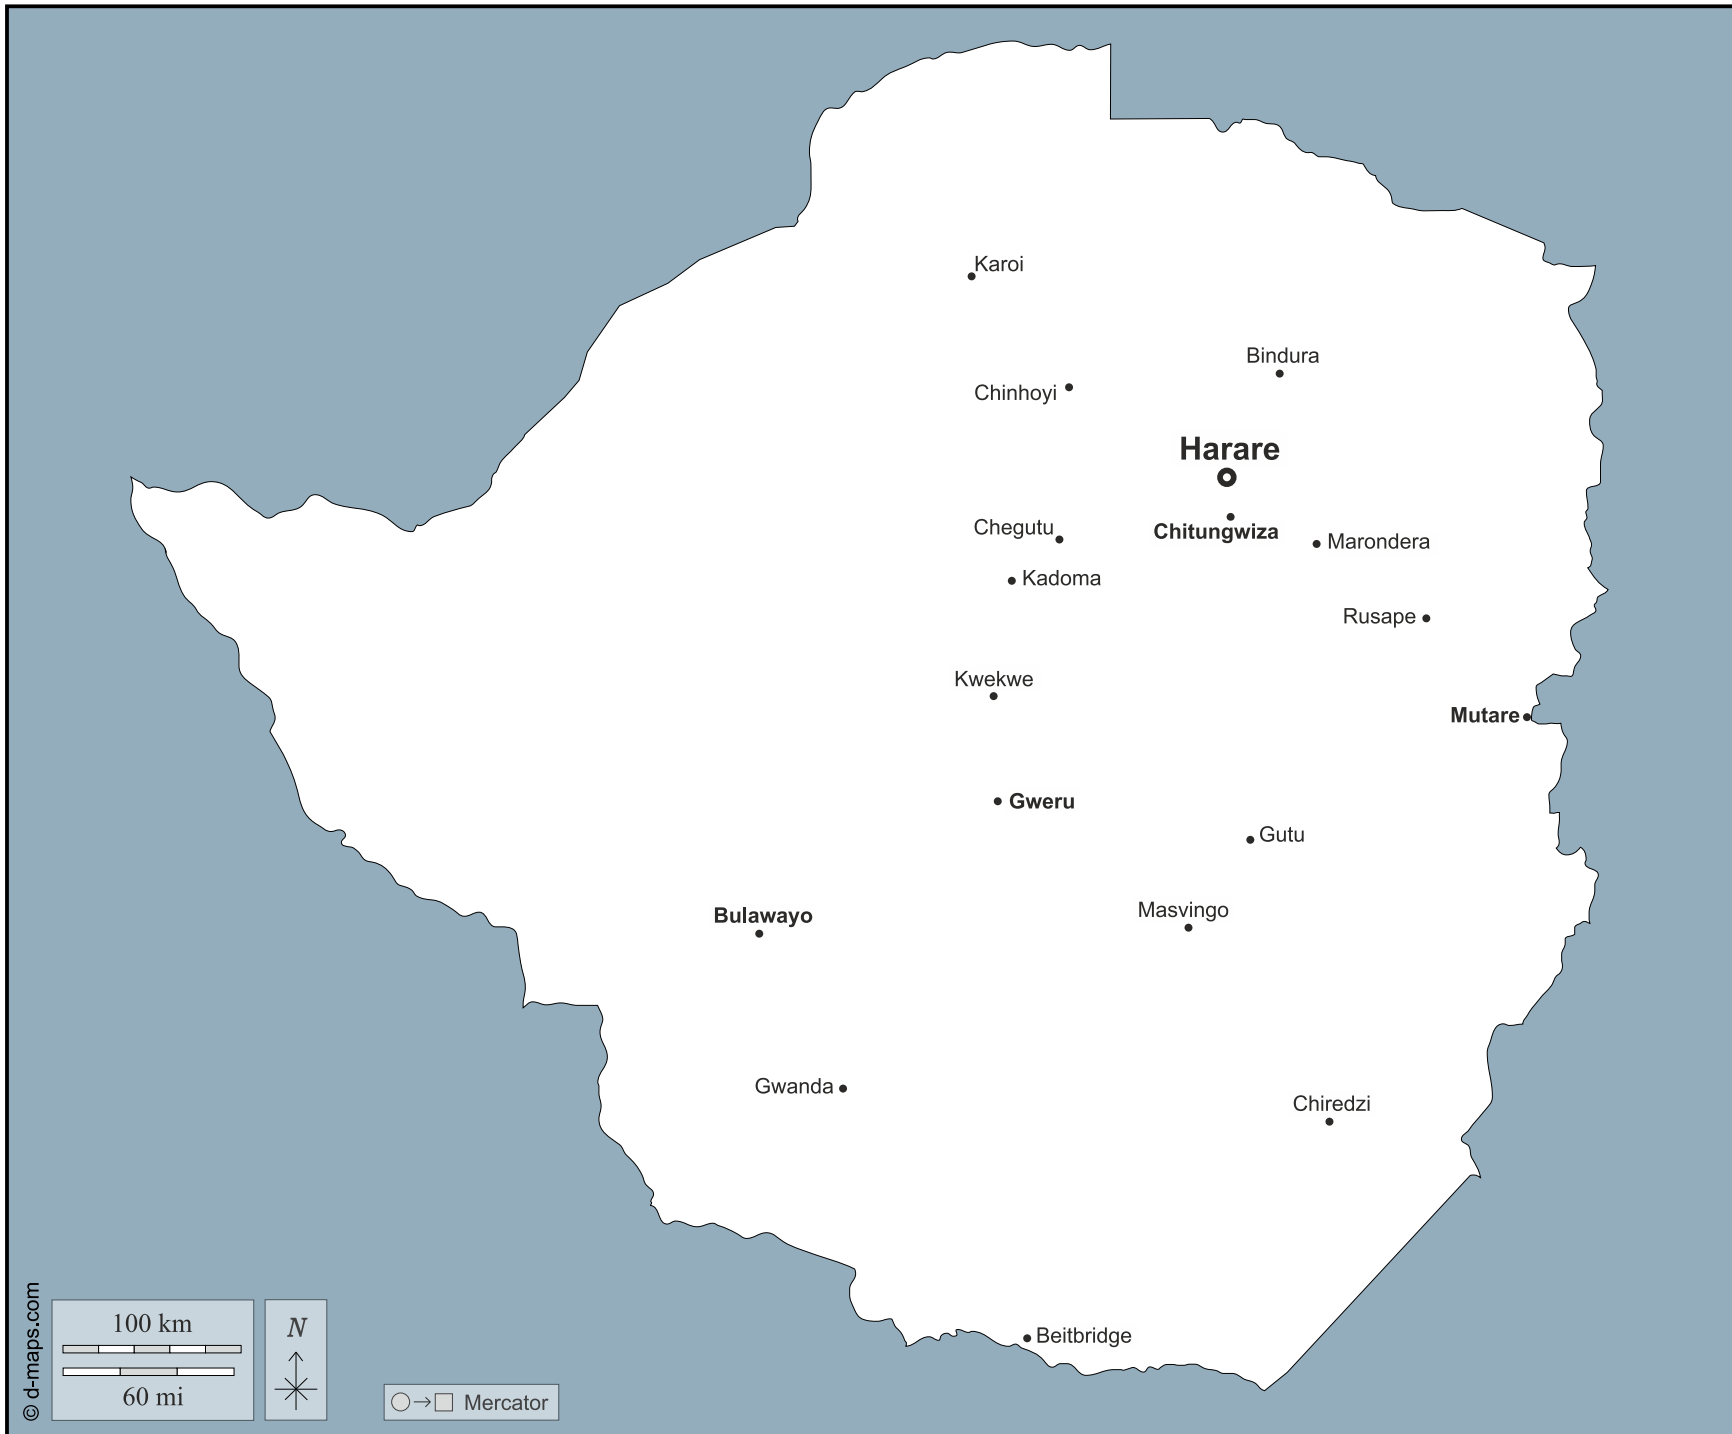 Karoi
Bindura
Chinhoyi
Harare
Chegutu
Chitungwiza
Marondera
Kadoma
Rusape
Kwekwe
Mutare
Gweru
Gutu
Masvingo
Bulawayo
Gwanda
Chiredzi
Beitbridge
© d-maps.com
100 km
60 mi
N
Mercator